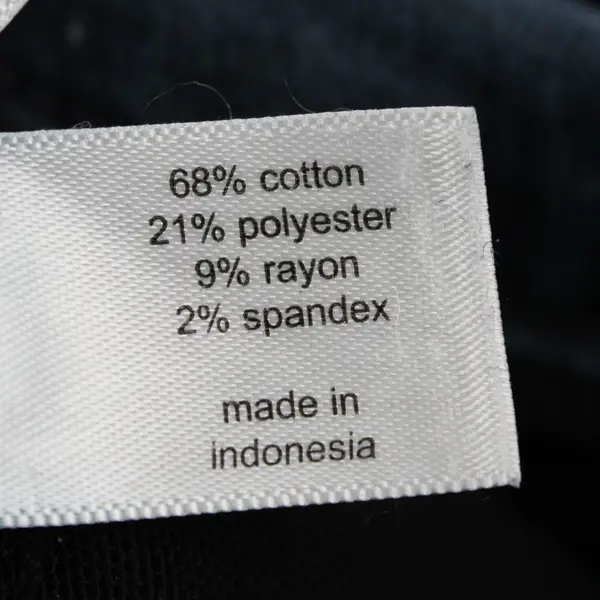 68% cotton
21% polyester
9% rayon
2% spandex
made in
indonesia